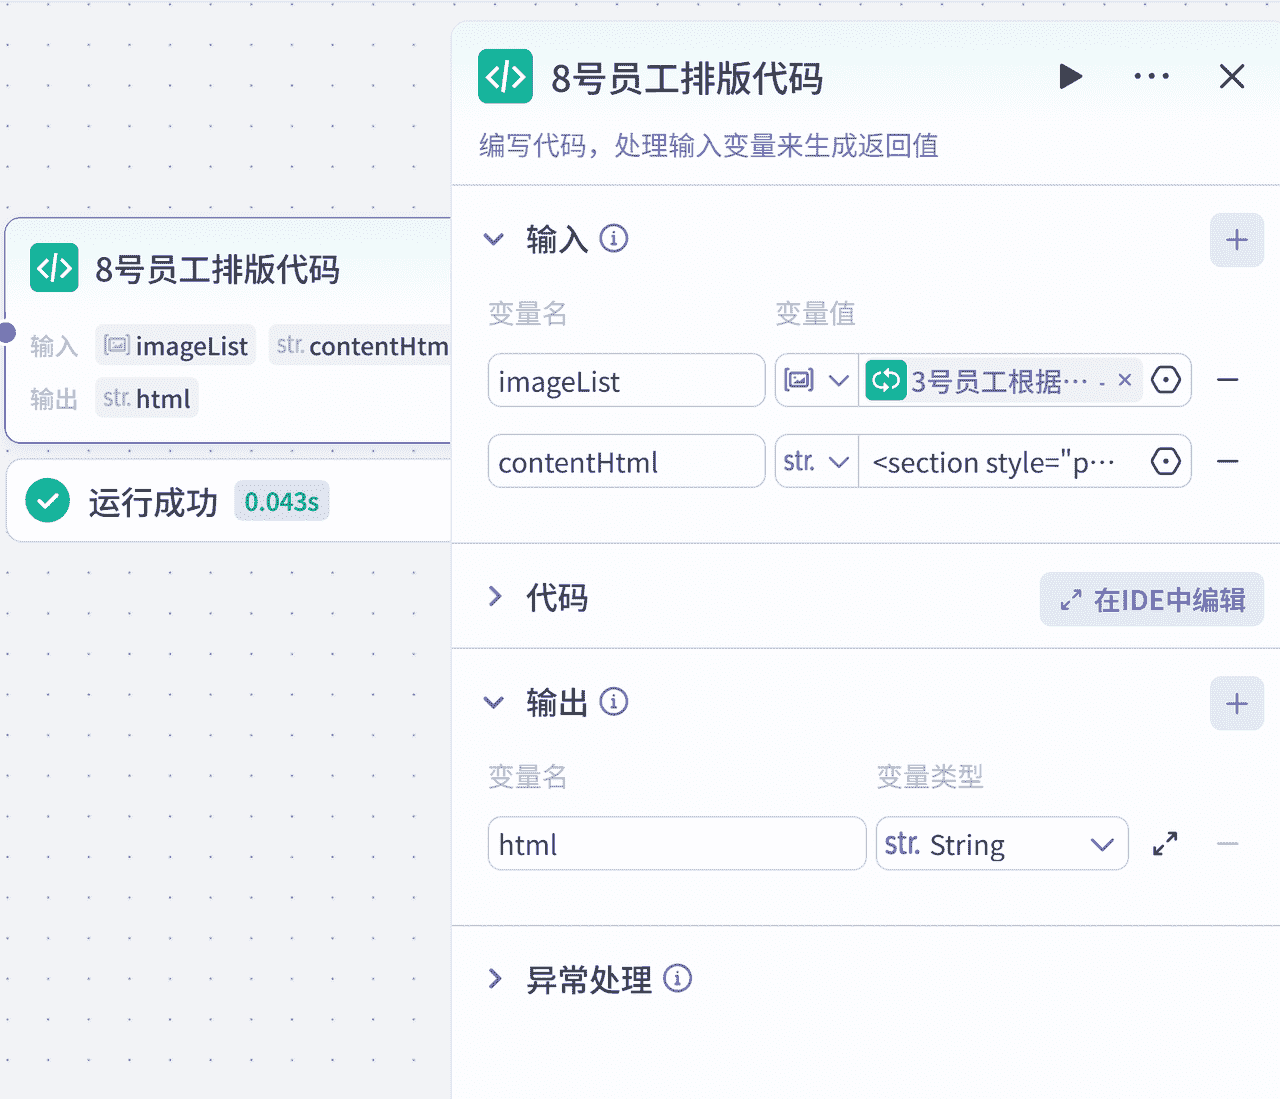 8号员工排版代码
输入 imageList str. contentHtm
输出 str. html
运行成功 0.043s
8号员工排版代码
编写代码，处理输入变量来生成返回值
输入
变量名 变量值
imageList 3号员工根据··· -
contentHtml str. <section style="p···
代码 在IDE中编辑
输出
变量名 变量类型
html str. String
异常处理